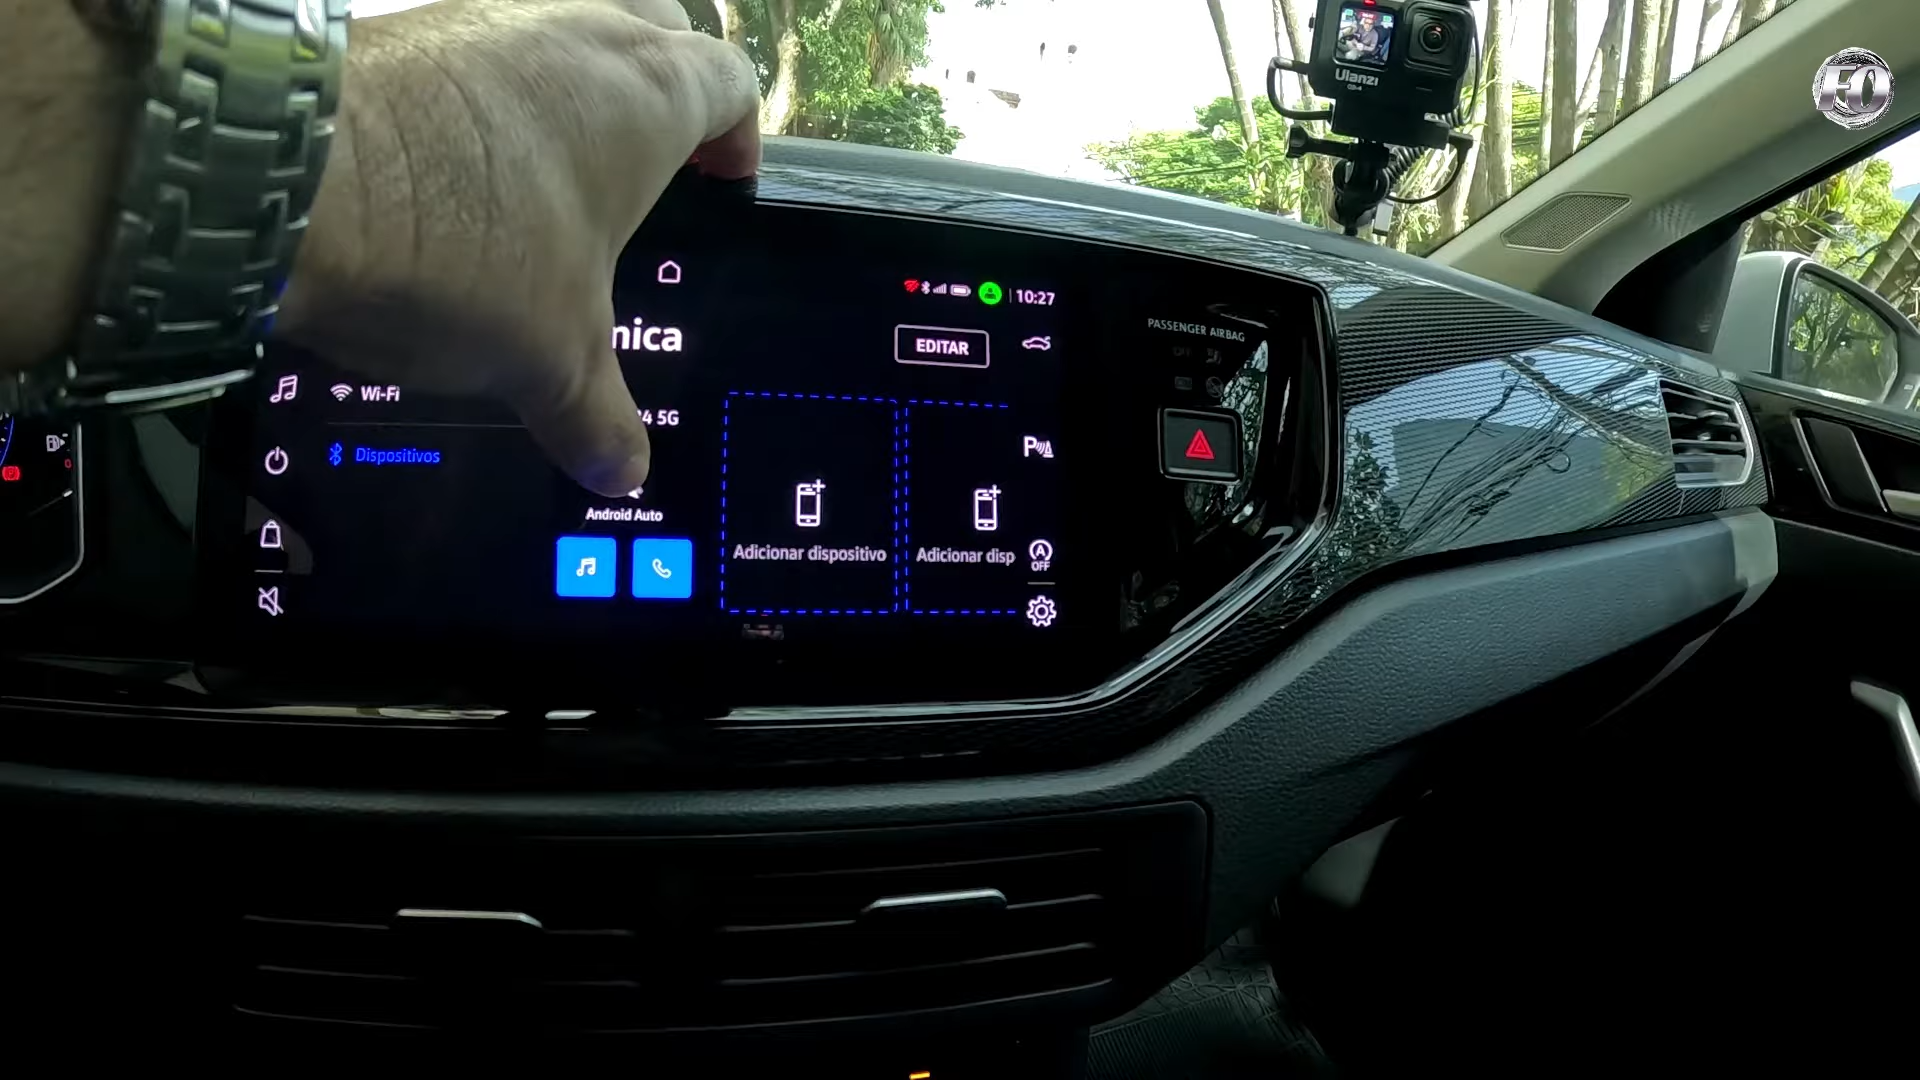 Ulanzi
EO
10:27
PASSENGER AIRBAG
nica
EDITAR
Wi-Fi
4 5G
Dispositivos
P
Android Auto
Adicionar dispositivo
Adicionar disp
A
OFF